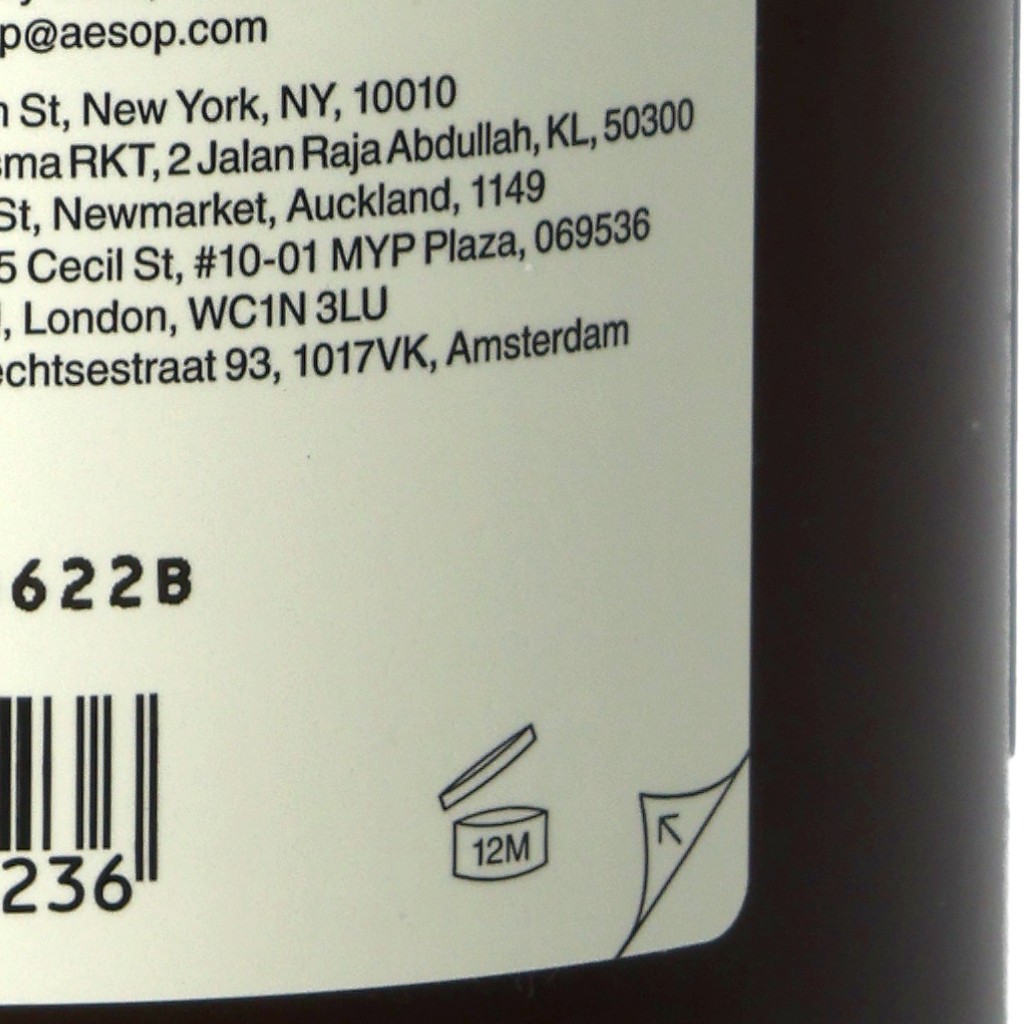 p@aesop.com
St, New York, NY, 10010
RKT, 2 Jalan Raja Abdullah, KL, 50300
St, Newmarket, Auckland, 1149
5 Cecil St, #10-01 MYP Plaza, 069536
, London, WC1N 3LU
echtsestraat 93, 1017VK, Amsterdam
622B
236
12M